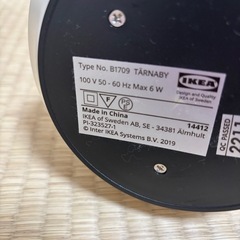 Type No. B1709 TÄRNABY
100 V 50 - 60 Hz Max 6 W
IKEA
Design and Quality
IKEA of Sweden
Made in China
IKEA of Sweden AB, SE - 34381 Älmhult
PI-323527-1
14412
© Inter IKEA Systems B.V. 2019
QC PASSED